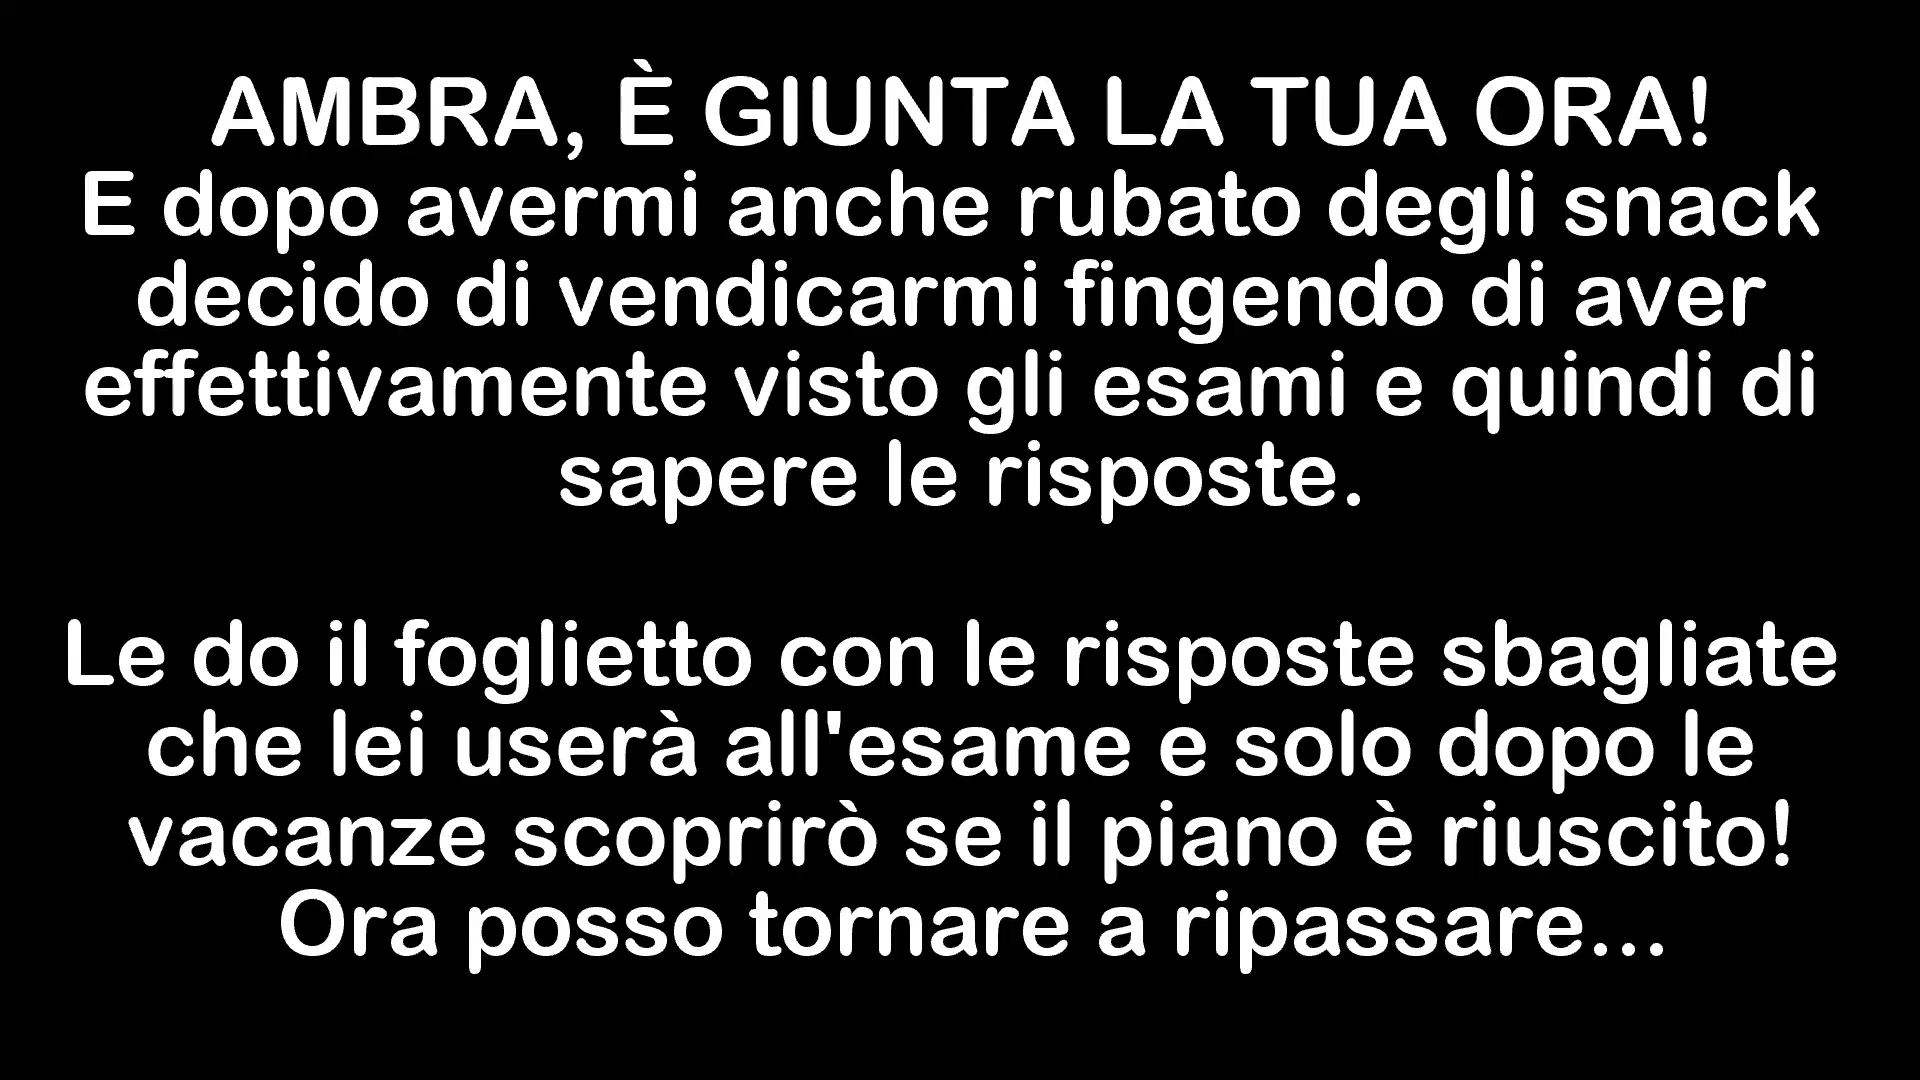 AMBRA, È GIUNTA LA TUA ORA!
E dopo avermi anche rubato degli snack
decido di vendicarmi fingendo di aver
effettivamente visto gli esami e quindi di
sapere le risposte.
Le do il foglietto con le risposte sbagliate
che lei userà all'esame e solo dopo le
vacanze scoprirò se il piano è riuscito!
Ora posso tornare a ripassare...